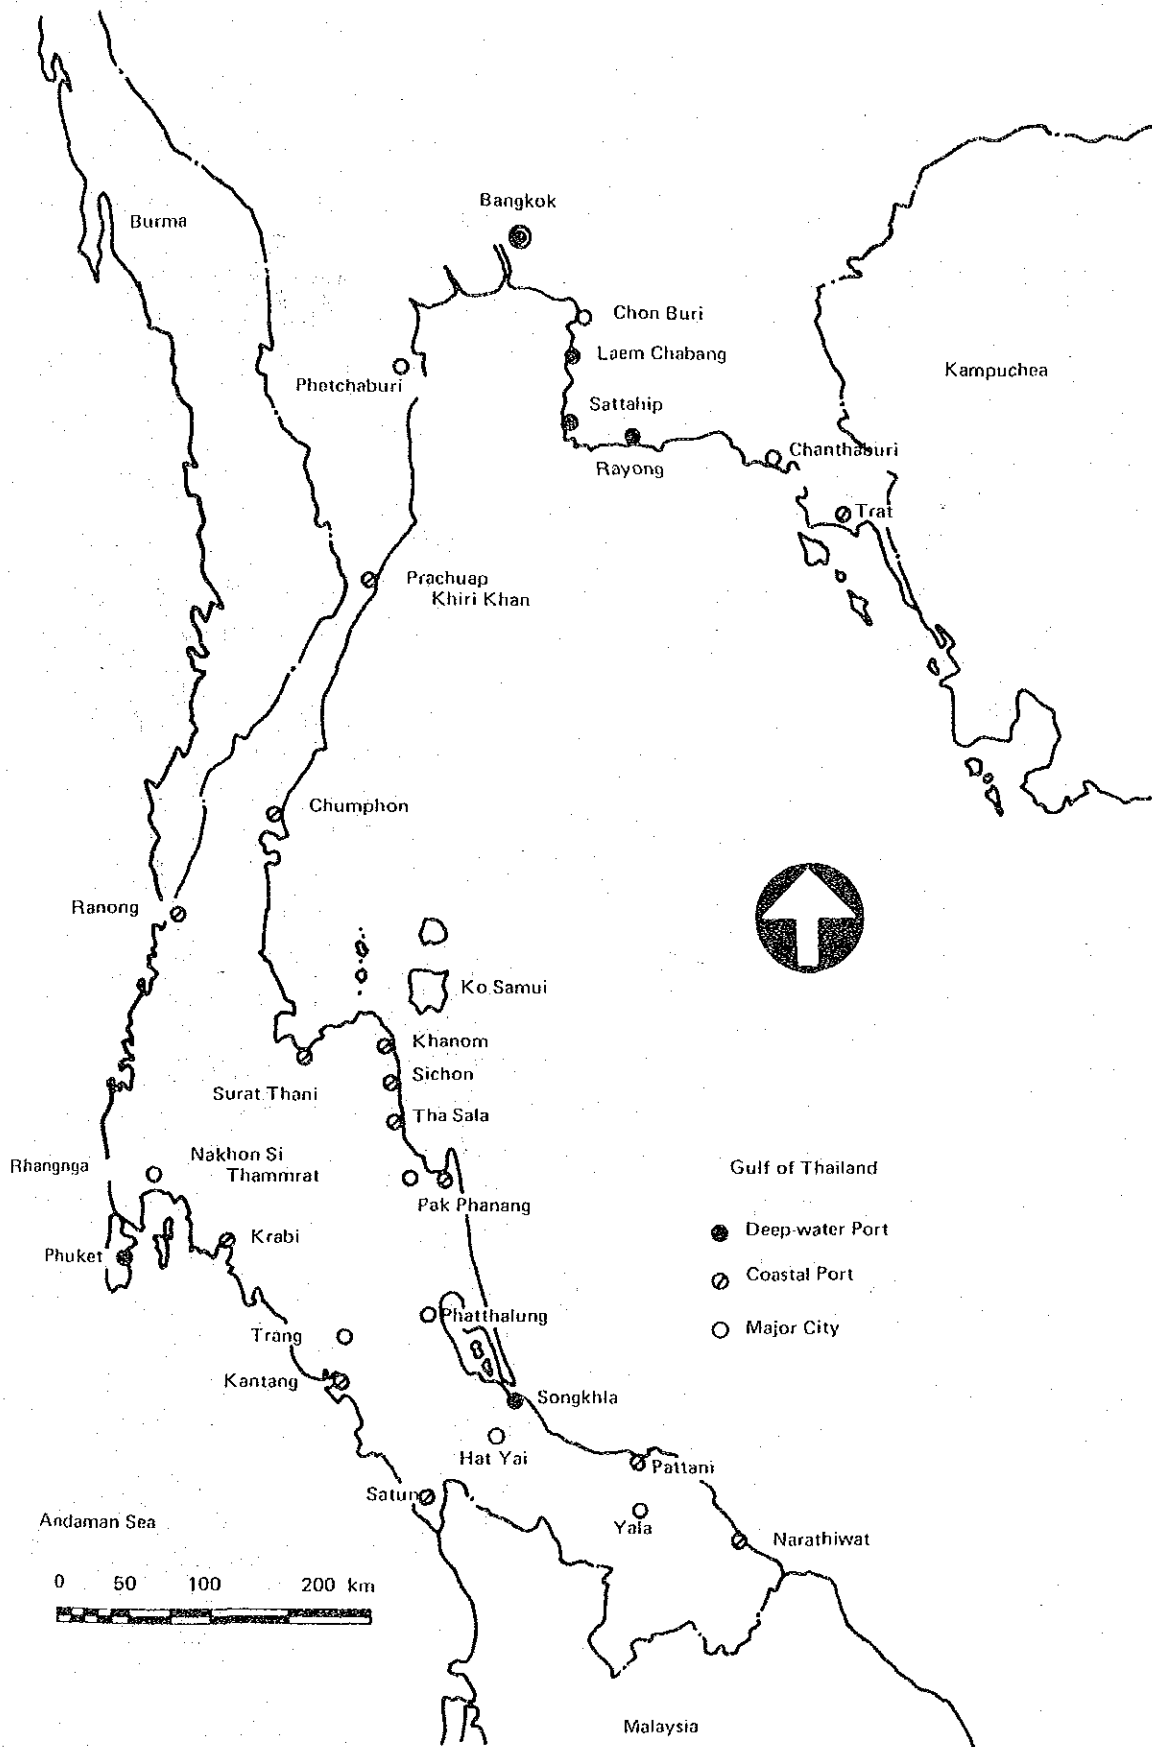 Bangkok
Burma
Chon Buri
Laem Chabang
Kampuchea
Phetchaburi
Sattahip
Chanthaburi
Rayong
Trat
Prachuap
Khiri Khan
Chumphon
Ranong
Ko Samui
Khanom
Sichon
Surat Thani
Tha Sala
Nakhon Si
Thammrat
Rhangnga
Gulf of Thailand
Pak Phanang
Deep-water Port
Krabi
Phuket
Coastal Port
Phatthalung
Major City
Trang
Kantang
Songkhla
Hat Yai
Pattani
Satun
Andaman Sea
Yala
Narathiwat
0 50 100 200 km
Malaysia